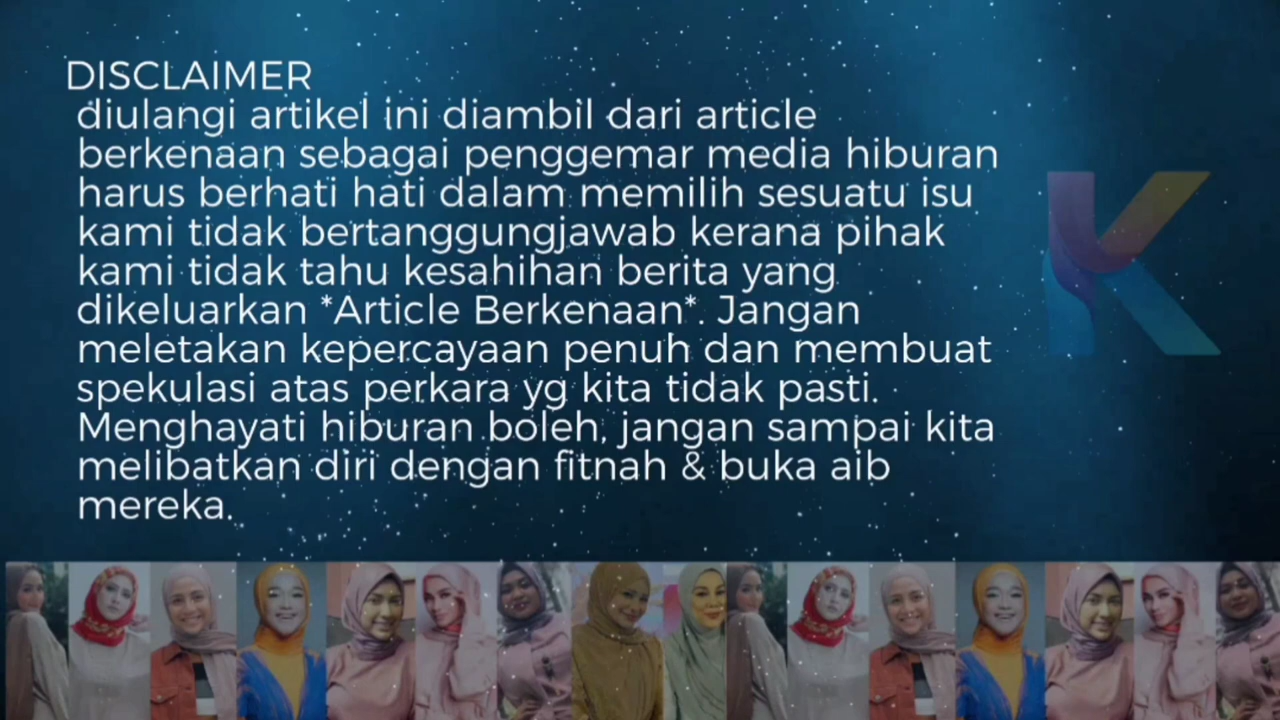 DISCLAIMER
diulangi artikel ini diambil dari article
berkenaan sebagai penggemar media hiburan
harus berhati hati dalam memilih sesuatu isu
kami tidak bertanggungjawab kerana pihak
kami tidak tahu kesahihan berita yang
dikeluarkan *Article Berkenaan*. Jangan
meletakan kepercayaan penuh dan membuat
spekulasi atas perkara yg kita tidak pasti.
Menghayati hiburan boleh, jangan sampai kita
melibatkan diri dengan fitnah & buka aib
mereka.
K